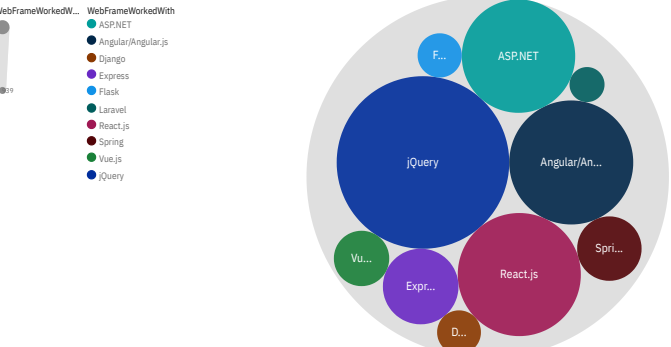 WebFrameWorkedW... WebFrameWorkedWith
ASP.NET
Angular/Angular.js
Django
Express
Flask
Laravel
React.js
Spring
Vue.js
jQuery
F...
ASP.NET
jQuery
Angular/An...
Vu...
Expr...
React.js
Spri...
D...